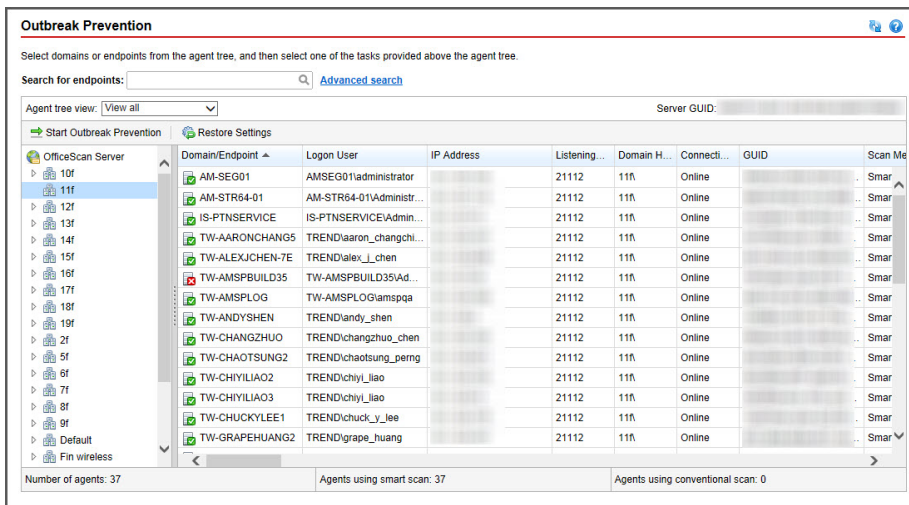 Outbreak Prevention
Select domains or endpoints from the agent tree, and then select one of the tasks provided above the agent tree.
Search for endpoints: Advanced search
Agent tree view: View all Server GUID:
Start Outbreak Prevention Restore Settings
OfficeScan Server
10f
11f
12f
13f
14f
15f
16f
17f
18f
19f
2f
5f
6f
7f
8f
9f
Default
Fin wireless
Domain/Endpoint Logon User IP Address Listening... Domain H... Connecti... GUID Scan Me
AM-SEG01 AMSEG01\administrator 21112 11f\ Online Smar
AM-STR64-01 AM-STR64-01\Administr... 21112 11f\ Online .. Smar
IS-PTNSERVICE IS-PTNSERVICE\Admin... 21112 11f\ Online .. Smar
TW-AARONCHANG5 TREND\aaron_changchi... 21112 11f\ Online .. Smar
TW-ALEXJCHEN-7E TREND\alex_j_chen 21112 11f\ Online . Smar
TW-AMSPBUILD35 TW-AMSPBUILD35\Ad... 21112 11f\ Online . Smar
TW-AMSPLOG TW-AMSPLOG\amspqa 21112 11f\ Online .. Smar
TW-ANDYSHEN TREND\andy_shen 21112 11f\ Online . Smar
TW-CHANGZHUO TREND\changzhuo_chen 21112 11f\ Online . Smar
TW-CHAOTSUNG2 TREND\chaotsung_perng 21112 11f\ Online . Smar
TW-CHIYILIAO2 TREND\chiyi_liao 21112 11f\ Online . Smar
TW-CHIYILIAO3 TREND\chiyi_liao 21112 11f\ Online . Smar
TW-CHUCKYLEE1 TREND\chuck_y_lee 21112 11f\ Online . Smar
TW-GRAPEHUANG2 TREND\grape_huang 21112 11f\ Online .. Smar
Number of agents: 37 Agents using smart scan: 37 Agents using conventional scan: 0